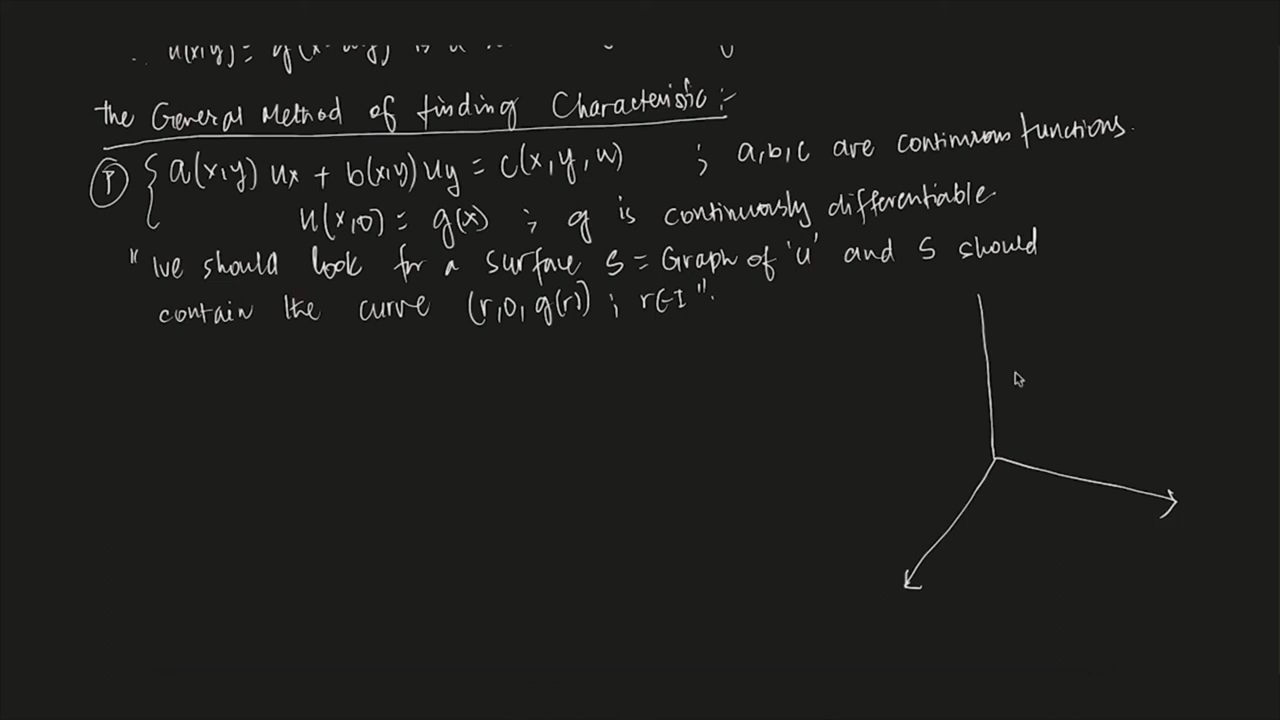 u(x,y) = g(x
the General Method of finding Characteristic :-
P { a(x,y) ux + b(x,y) uy = c(x, y, u) ; a,b,c are continuous functions.
u(x,0) = g(x) ; g is continuously differentiable
"We should look for a surface S = Graph of 'u' and S should
contain the curve (r,0, g(r)) ; r∈I".